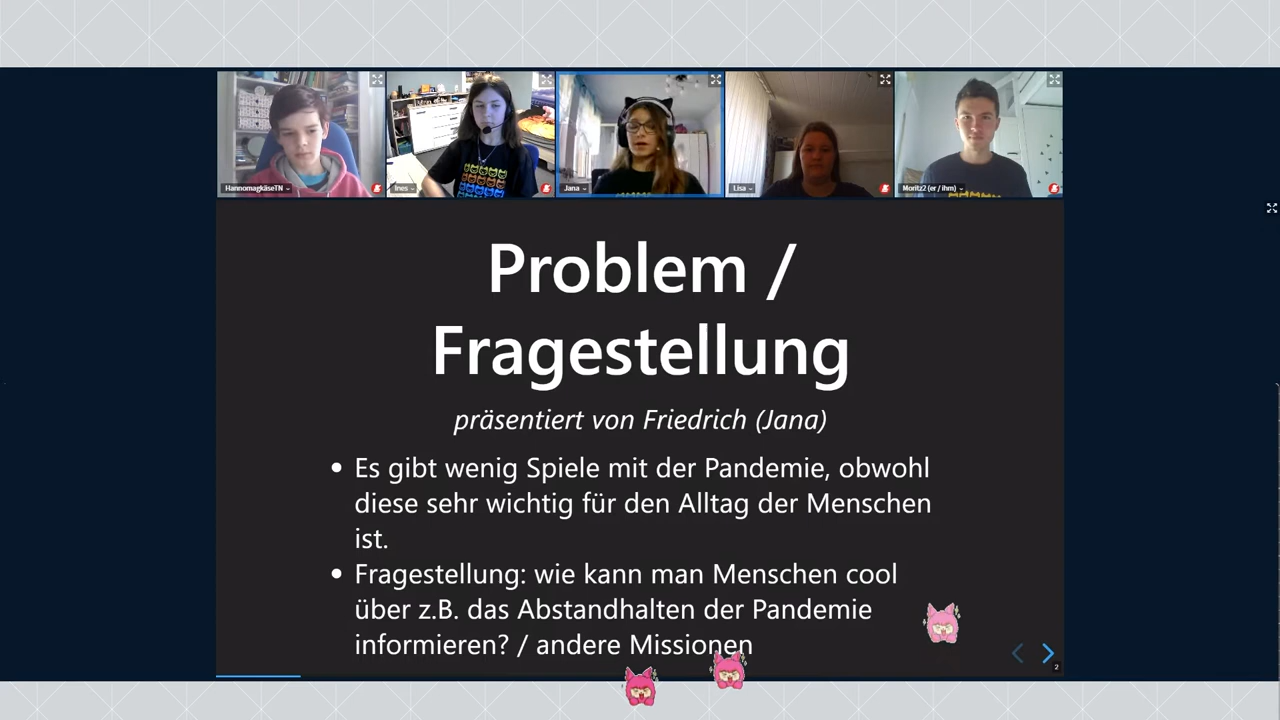 HannomagkäseTN
Ines
Jana
Lisa
Moritz2 (er / ihm)
Problem /
Fragestellung
präsentiert von Friedrich (Jana)
Es gibt wenig Spiele mit der Pandemie, obwohl
diese sehr wichtig für den Alltag der Menschen
ist.
Fragestellung: wie kann man Menschen cool
über z.B. das Abstandhalten der Pandemie
informieren? / andere Missionen
2